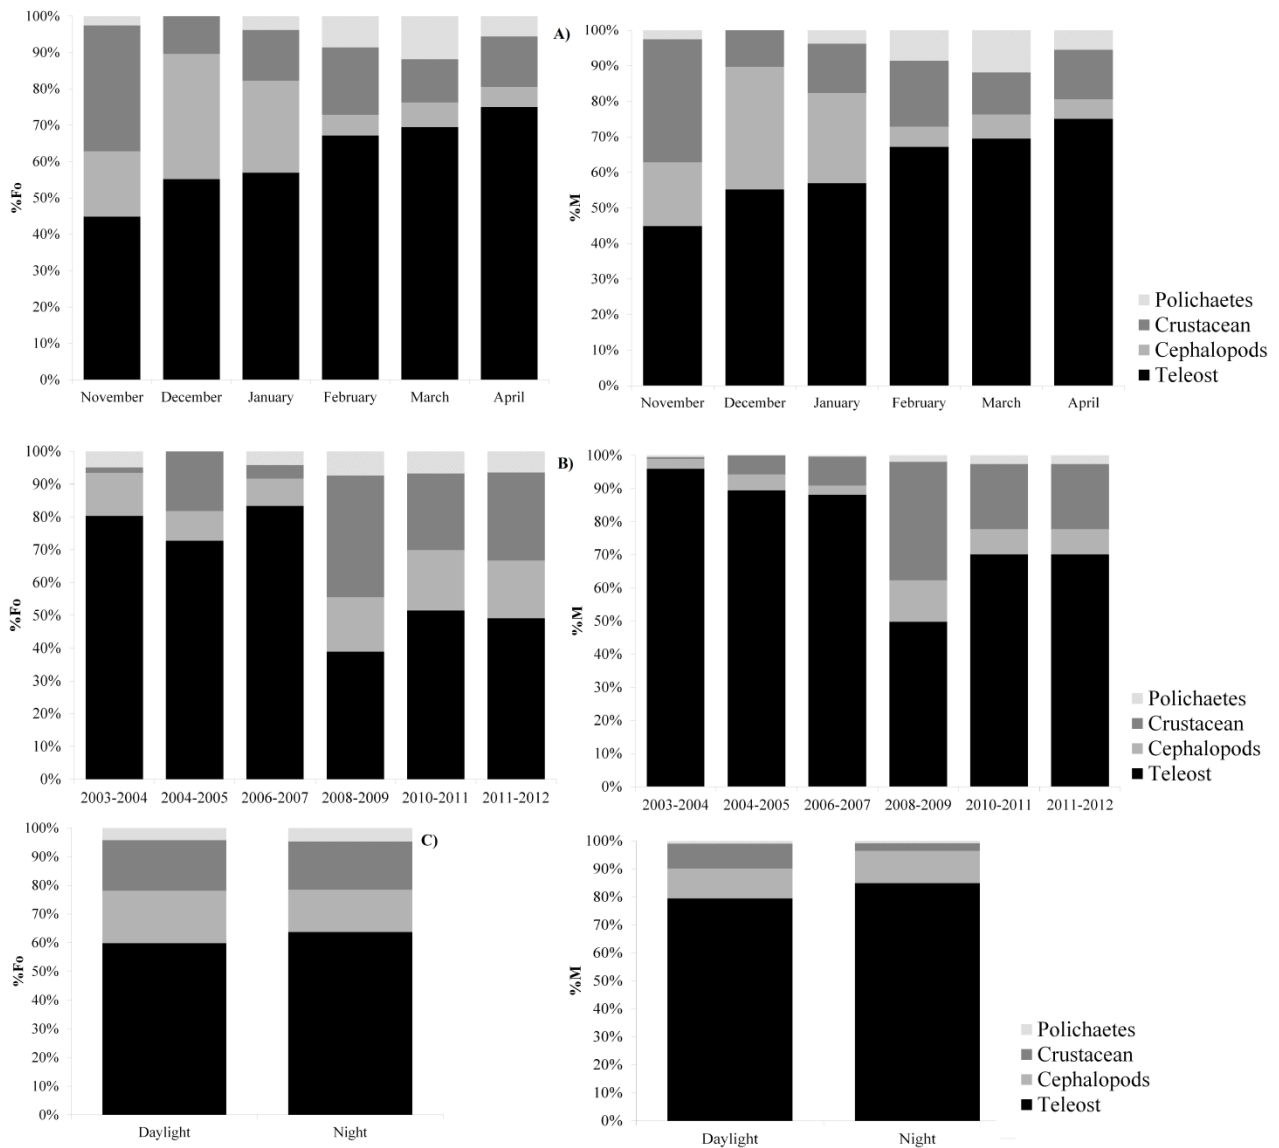 100%
90%
80%
70%
60%
50%
40%
30%
20%
10%
0%
%Fo
November December January February March April
A)
100%
90%
80%
70%
60%
50%
40%
30%
20%
10%
0%
%M
November December January February March April
Polichaetes
Crustacean
Cephalopods
Teleost
100%
90%
80%
70%
60%
50%
40%
30%
20%
10%
0%
%Fo
2003-2004 2004-2005 2006-2007 2008-2009 2010-2011 2011-2012
B)
100%
90%
80%
70%
60%
50%
40%
30%
20%
10%
0%
%M
2003-2004 2004-2005 2006-2007 2008-2009 2010-2011 2011-2012
Polichaetes
Crustacean
Cephalopods
Teleost
100%
90%
80%
70%
60%
50%
40%
30%
20%
10%
0%
%Fo
Daylight Night
C)
100%
90%
80%
70%
60%
50%
40%
30%
20%
10%
0%
%M
Daylight Night
Polichaetes
Crustacean
Cephalopods
Teleost